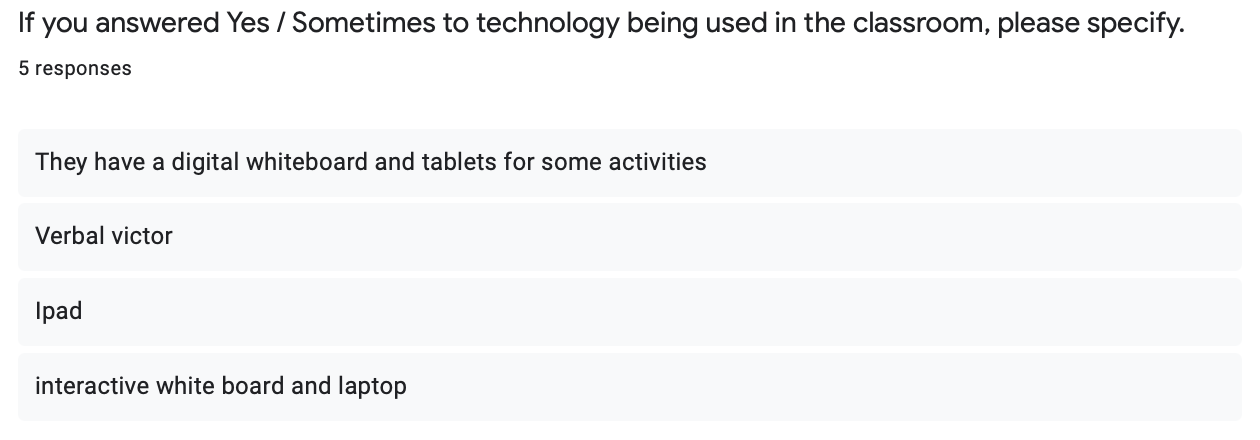 If you answered Yes / Sometimes to technology being used in the classroom, please specify.
5 responses
They have a digital whiteboard and tablets for some activities
Verbal victor
Ipad
interactive white board and laptop